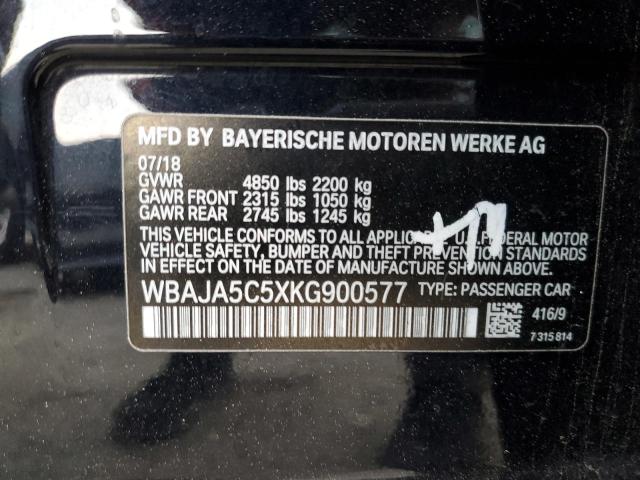 MFD BY BAYERISCHE MOTOREN WERKE AG
07/18
GVWR 4850 lbs 2200 kg
GAWR FRONT 2315 lbs 1050 kg
GAWR REAR 2745 lbs 1245 kg
THIS VEHICLE CONFORMS TO ALL U.S. FEDERAL MOTOR
VEHICLE SAFETY, BUMPER AND THEFT PREVENTION STANDARDS
IN EFFECT ON THE DATE OF MANUFACTURE SHOWN ABOVE.
WBAJA5C5XKG900577 TYPE: PASSENGER CAR
416/9
7315814